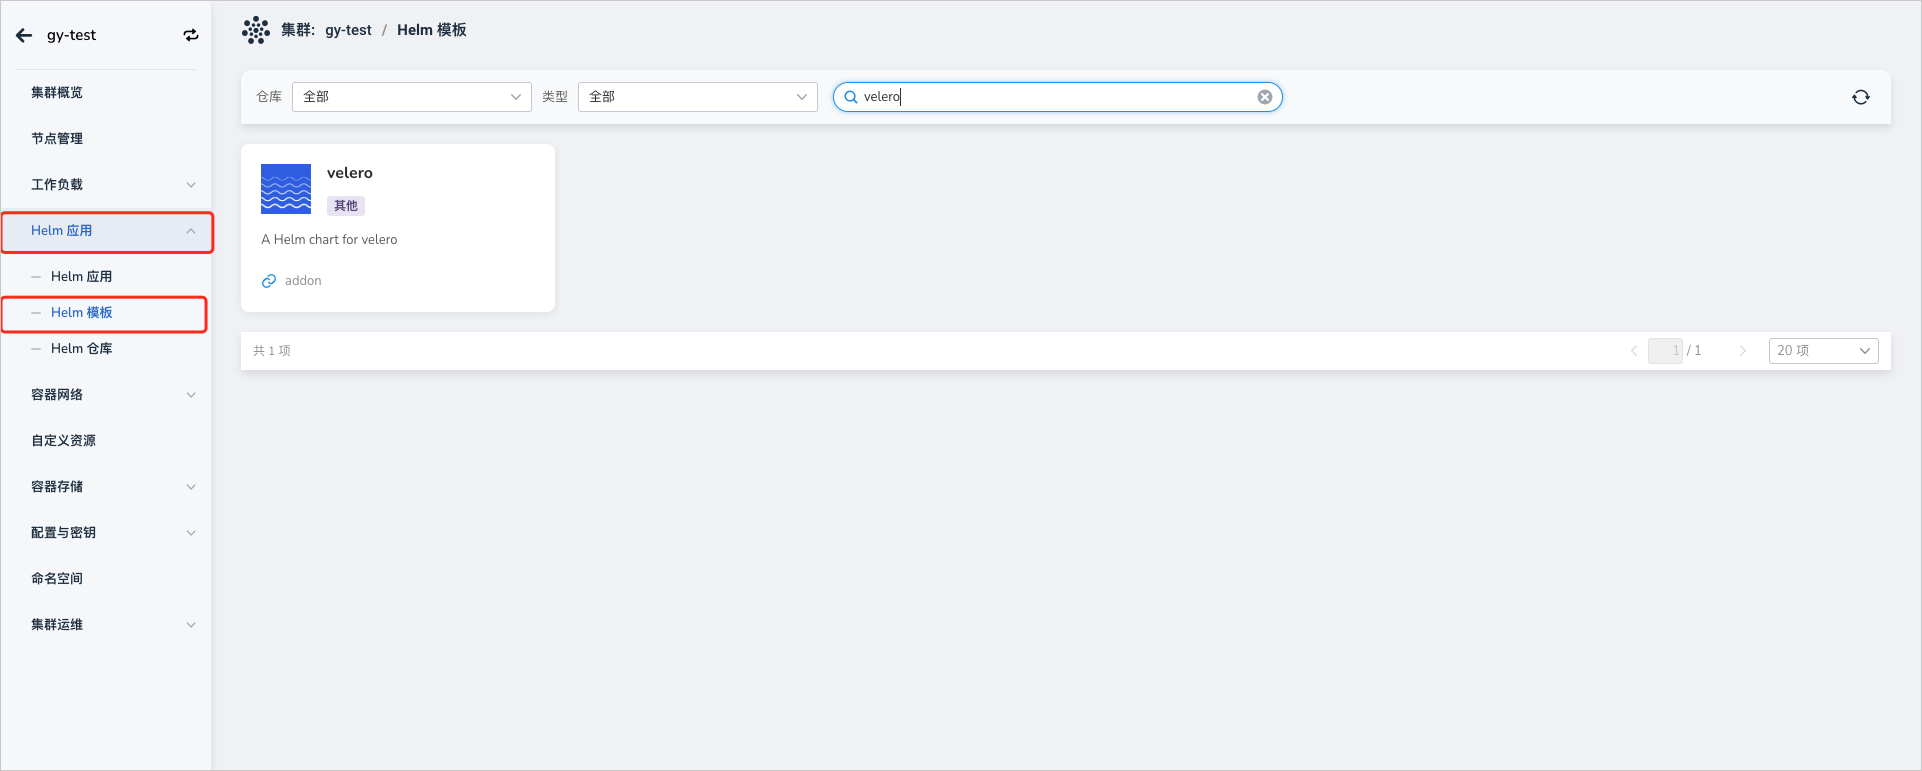 gy-test
集群概览
节点管理
工作负载
Helm 应用
Helm 应用
Helm 模板
Helm 仓库
容器网络
自定义资源
容器存储
配置与密钥
命名空间
集群运维
集群: gy-test / Helm 模板
仓库 全部 类型 全部 velero
velero
其他
A Helm chart for velero
addon
共 1 项 1 / 1 20 项